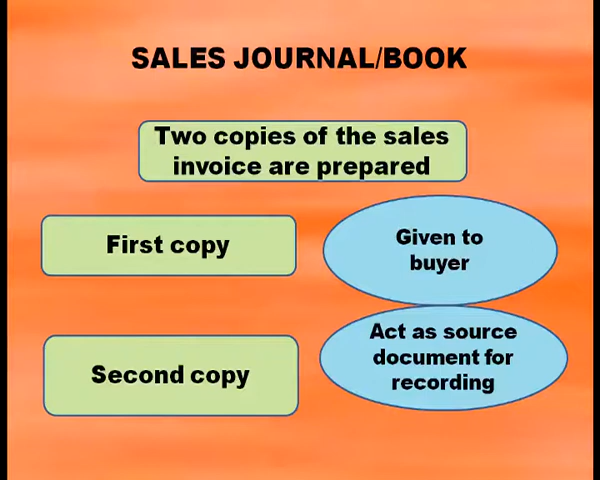 SALES JOURNAL/BOOK
Two copies of the sales
invoice are prepared
First copy
Given to
buyer
Second copy
Act as source
document for
recording